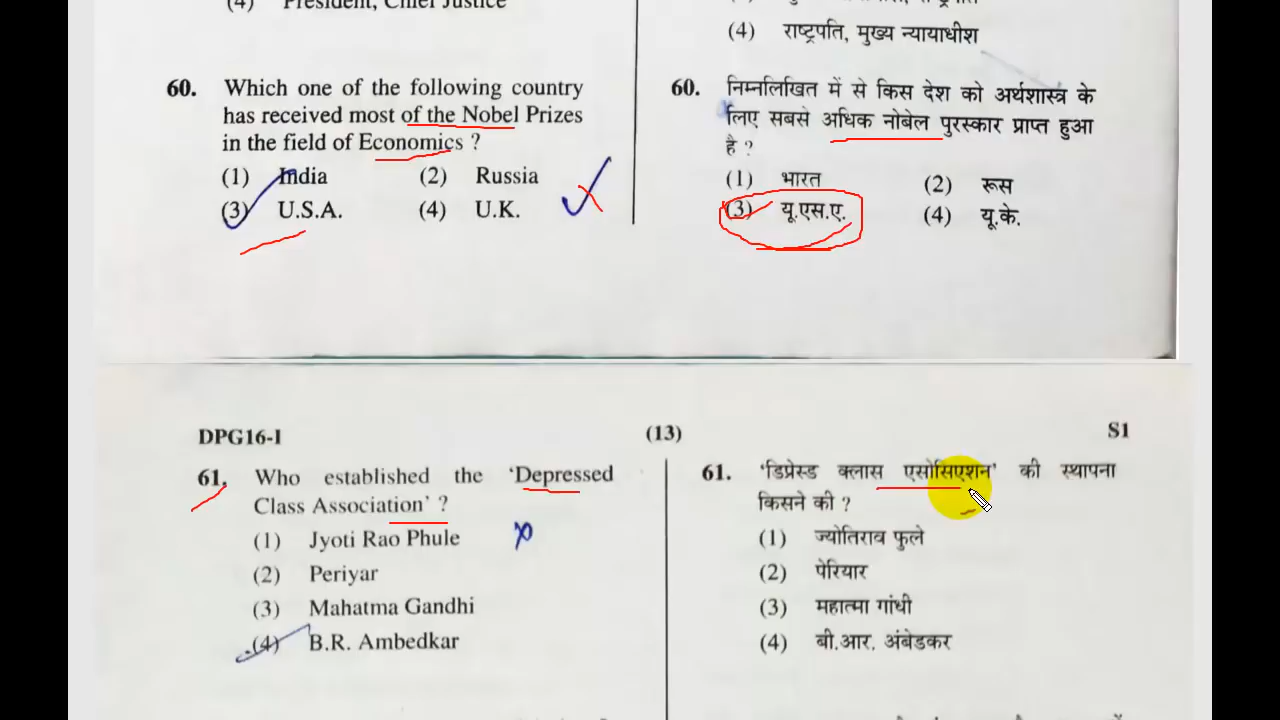 (4) President, Chief Justice
60. Which one of the following country
has received most of the Nobel Prizes
in the field of Economics ?
(1) India (2) Russia
(3) U.S.A. (4) U.K.
(4) राष्ट्रपति, मुख्य न्यायाधीश
60. निम्नलिखित में से किस देश को अर्थशास्त्र के
लिए सबसे अधिक नोबेल पुरस्कार प्राप्त हुआ
है ?
(1) भारत (2) रूस
(3) यू.एस.ए. (4) यू.के.
DPG16-I (13) S1
61. Who established the ‘Depressed
Class Association’ ?
(1) Jyoti Rao Phule
(2) Periyar
(3) Mahatma Gandhi
(4) B.R. Ambedkar
61. ‘डिप्रेस्ड क्लास एसोसिएशन’ की स्थापना
किसने की ?
(1) ज्योतिराव फुले
(2) पेरियार
(3) महात्मा गांधी
(4) बी.आर. अंबेडकर